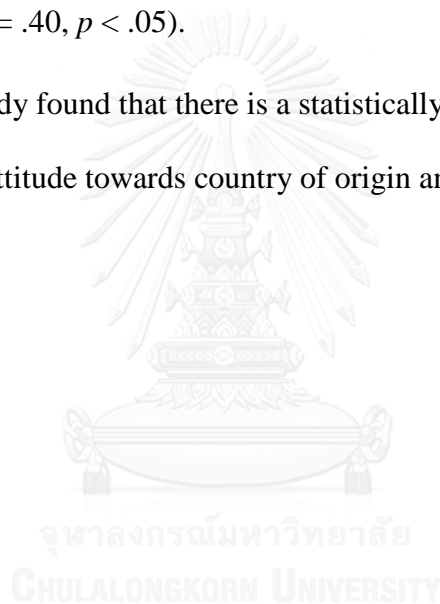 = .40, p < .05).
dy found that there is a statistically
ttitude towards country of origin an
จุฬาลงกรณ์มหาวิทยาลัย
CHULALONGKORN UNIVERSITY